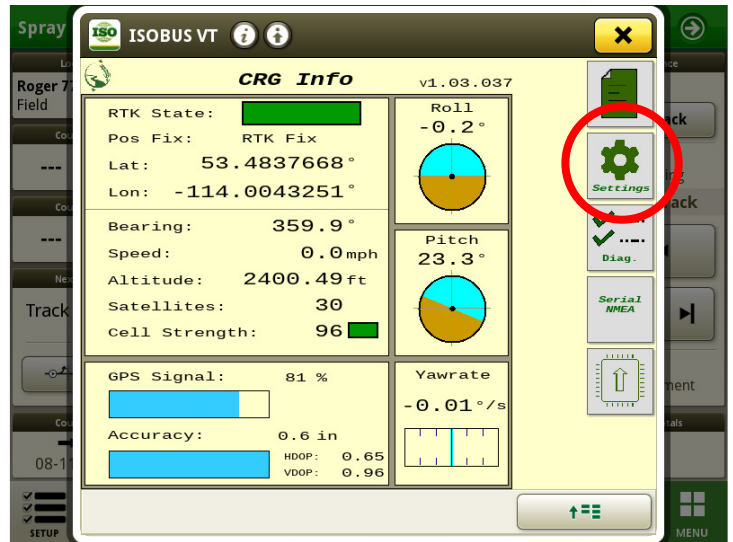 Spray
ISO
ISOBUS VT
CRG Info v1.03.037
Roger 7
Field
RTK State:
Pos Fix: RTK Fix
Lat: 53.4837668°
Lon: -114.0043251°
Bearing: 359.9°
Speed: 0.0mph
Altitude: 2400.49ft
Satellites: 30
Cell Strength: 96
GPS Signal: 81 %
Accuracy: 0.6 in
HDOP: 0.65
VDOP: 0.96
Roll
-0.2°
Pitch
23.3°
Yawrate
-0.01°/s
Settings
Diag.
Serial
NMEA
---
---
Track
08-1
SETUP
ack
ack
ment
tals
MENU